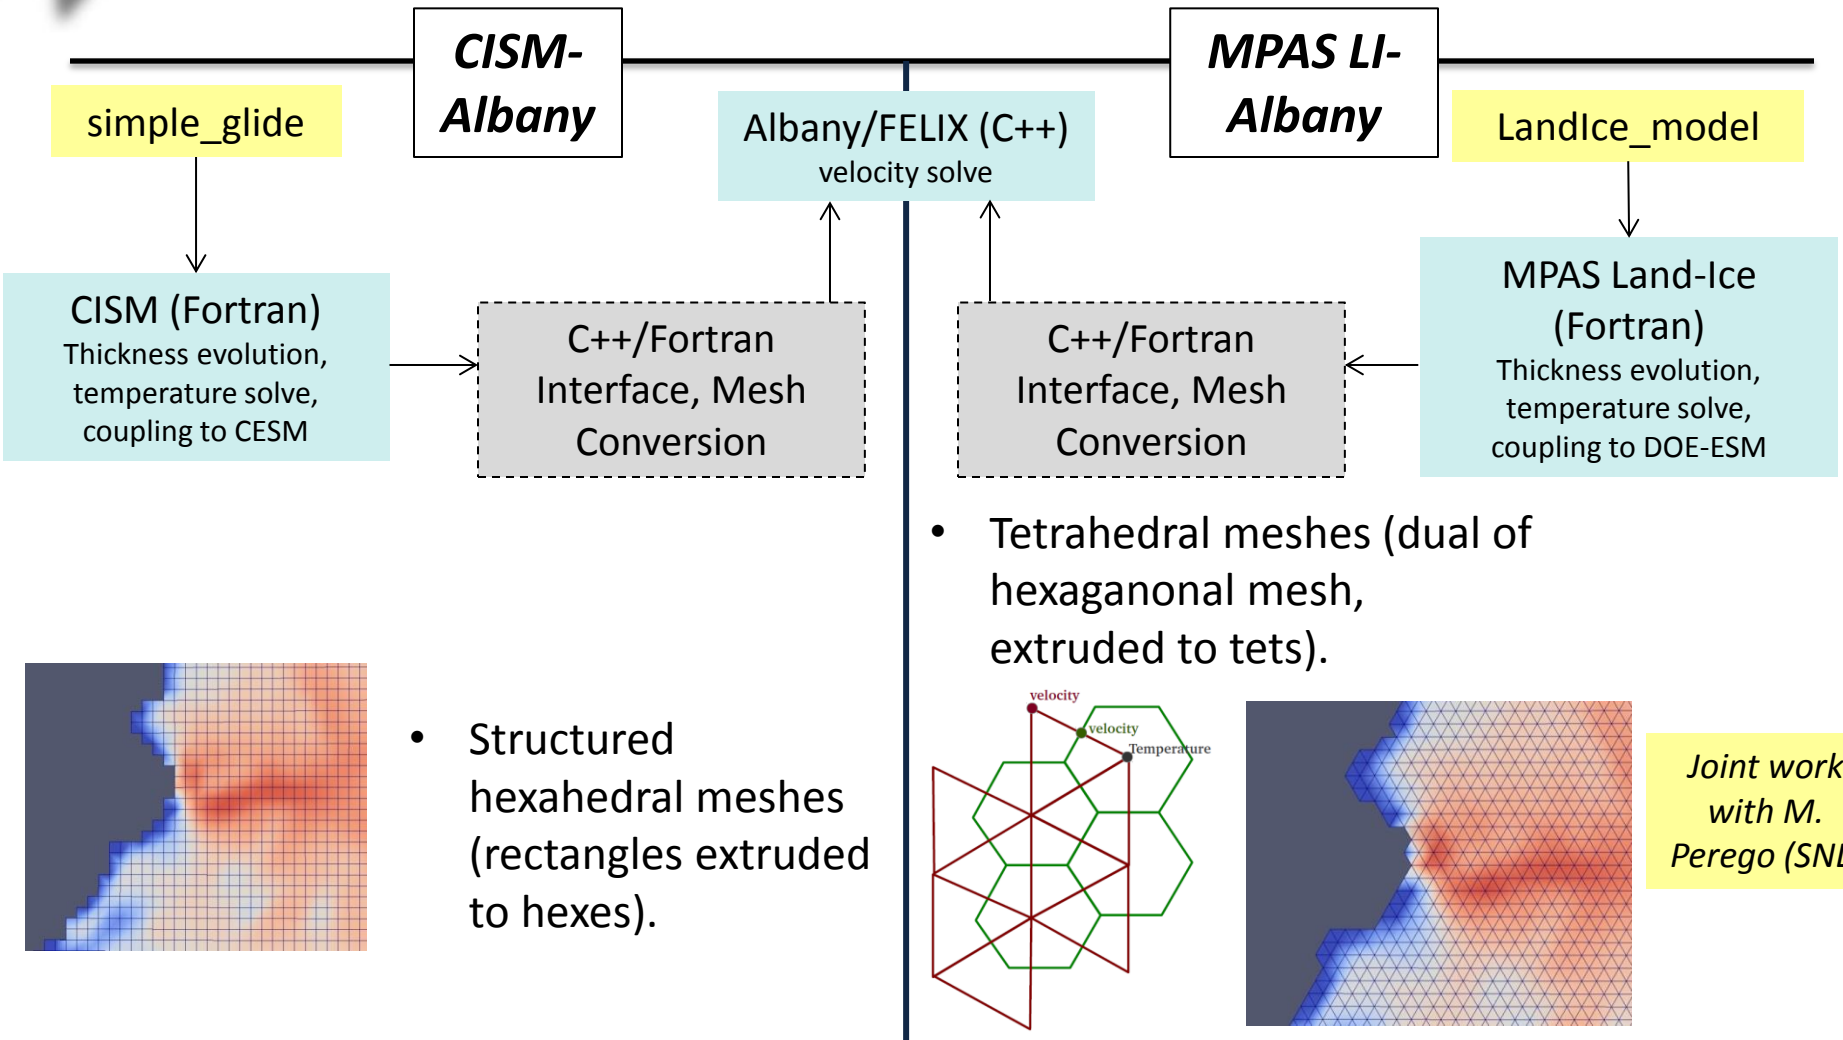 CISM-
Albany
MPAS LI-
Albany
simple_glide
Albany/FELIX (C++)
velocity solve
LandIce_model
CISM (Fortran)
Thickness evolution,
temperature solve,
coupling to CESM
C++/Fortran
Interface, Mesh
Conversion
C++/Fortran
Interface, Mesh
Conversion
MPAS Land-Ice
(Fortran)
Thickness evolution,
temperature solve,
coupling to DOE-ESM
• Tetrahedral meshes (dual of
hexaganonal mesh,
extruded to tets).
• Structured
hexahedral meshes
(rectangles extruded
to hexes).
velocity
velocity
Temperature
Joint work
with M.
Perego (SNL